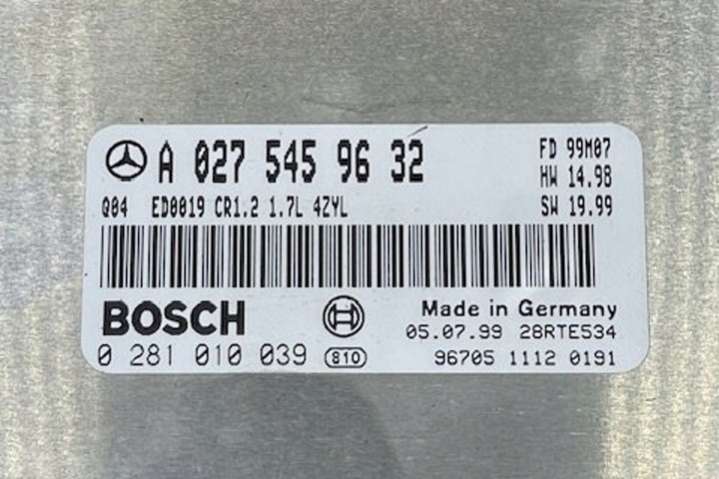 A 027 545 96 32
FD 99M07
HW 14.98
SW 19.99
Q04 ED0019 CR1.2 1.7L 4ZYL
BOSCH
Made in Germany
05.07.99 28RTE534
0 281 010 039 810
96705 1112 0191